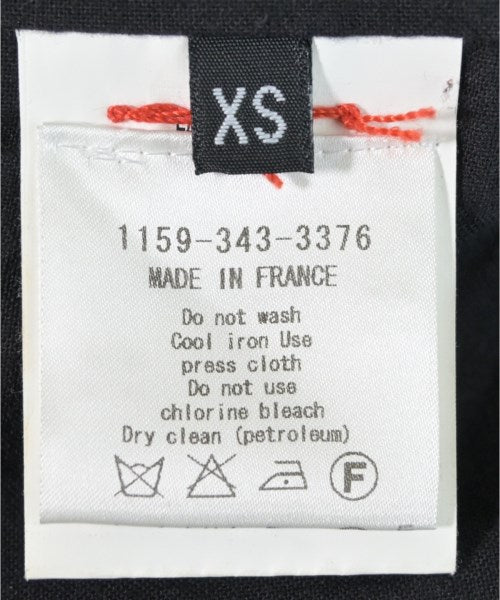 XS
1159-343-3376
MADE IN FRANCE
Do not wash
Cool iron Use
press cloth
Do not use
chlorine bleach
Dry clean (petroleum)
F